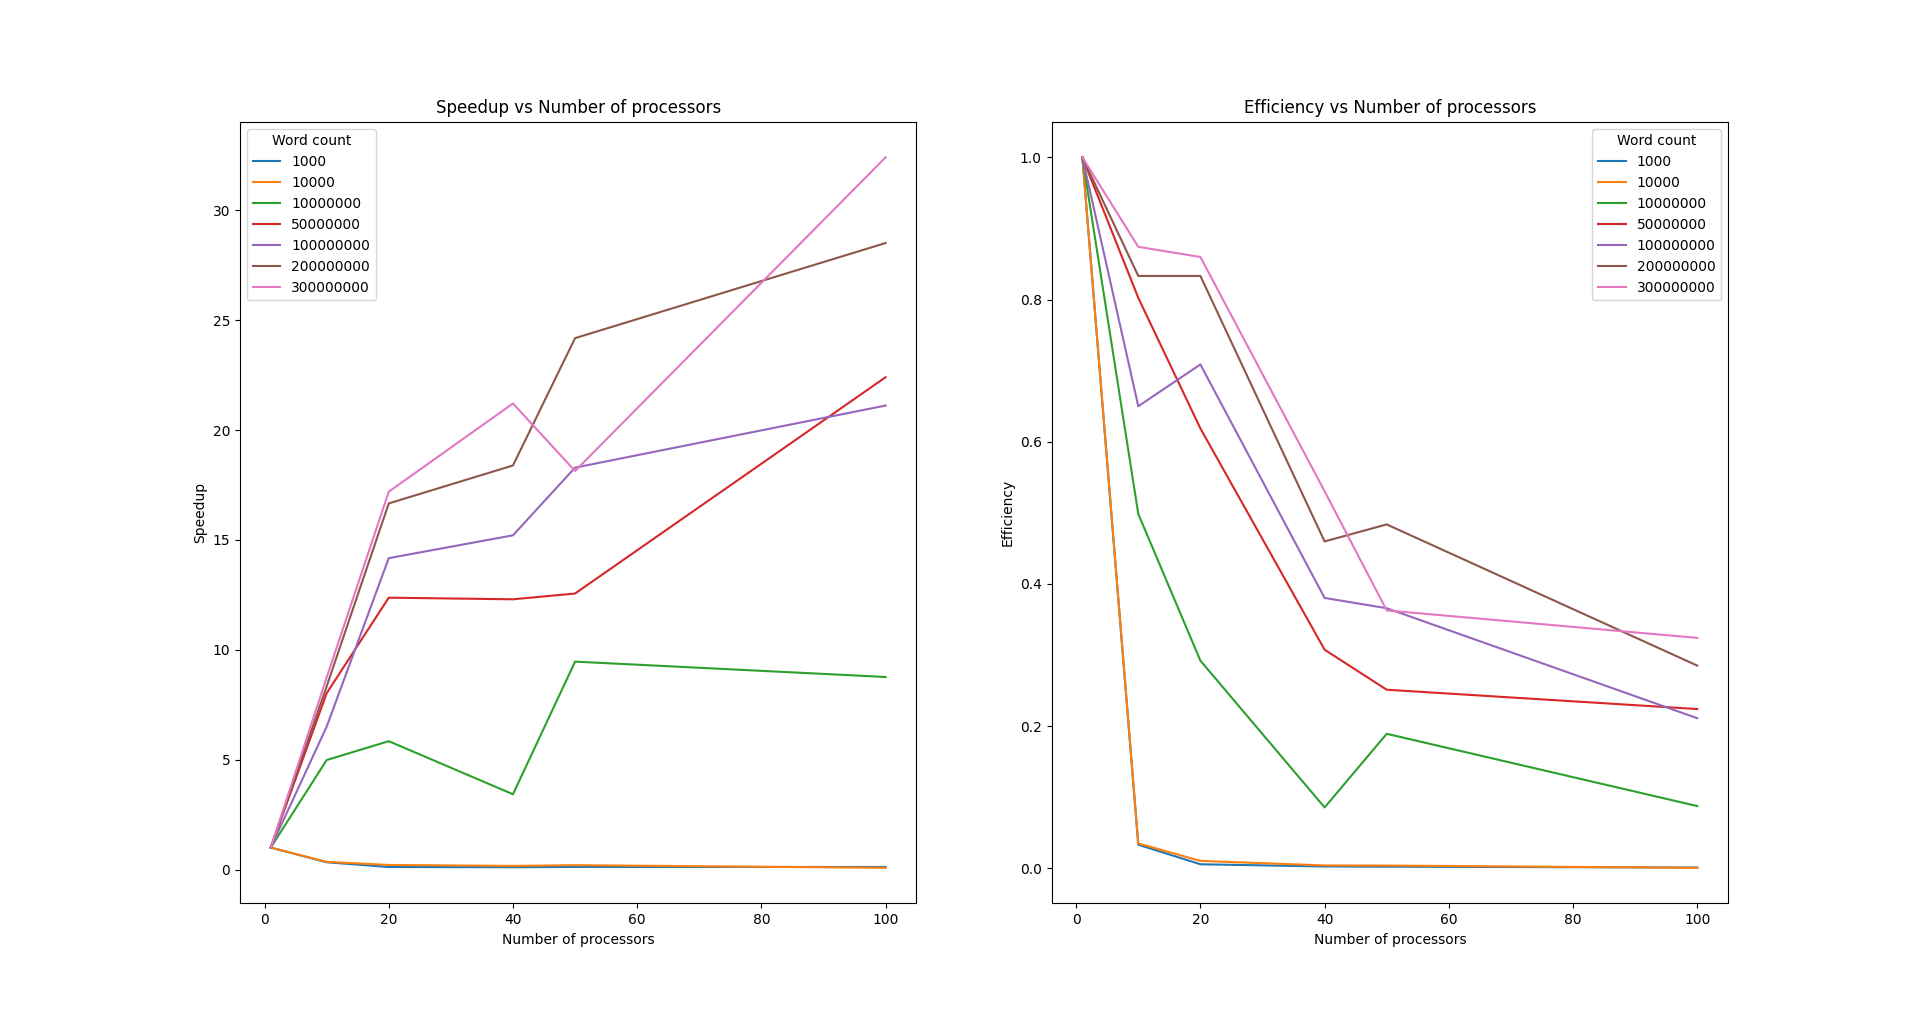 Speedup vs Number of processors
Word count
1000
10000
10000000
50000000
100000000
200000000
300000000
30
25
20
15
10
5
0
Speedup
0 20 40 60 80 100
Number of processors
Efficiency vs Number of processors
Word count
1000
10000
10000000
50000000
100000000
200000000
300000000
1.0
0.8
0.6
0.4
0.2
0.0
Efficiency
0 20 40 60 80 100
Number of processors